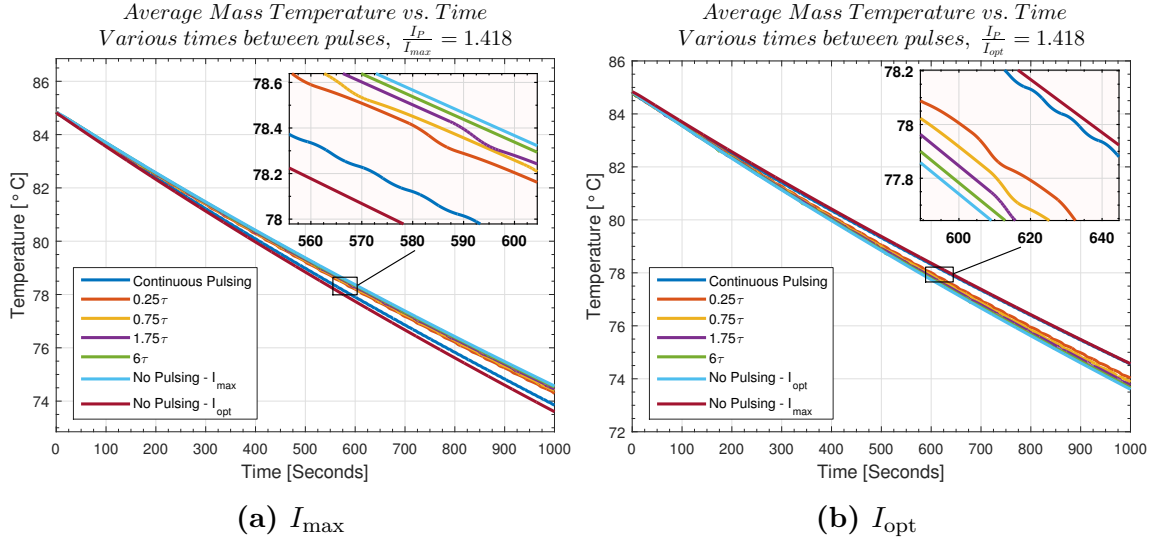 Average Mass Temperature vs. Time
Various times between pulses, I_P/I_max = 1.418
86
84
82
80
78
76
74
Temperature [° C]
78.6
78.4
78.2
78
560 570 580 590 600
Continuous Pulsing
0.25τ
0.75τ
1.75τ
6τ
No Pulsing - I_max
No Pulsing - I_opt
0 100 200 300 400 500 600 700 800 900 1000
Time [Seconds]
(a) I_max
Average Mass Temperature vs. Time
Various times between pulses, I_P/I_opt = 1.418
86
84
82
80
78
76
74
72
Temperature [° C]
78.2
78
77.8
600 620 640
Continuous Pulsing
0.25τ
0.75τ
1.75τ
6τ
No Pulsing - I_opt
No Pulsing - I_max
0 100 200 300 400 500 600 700 800 900 1000
Time [Seconds]
(b) I_opt